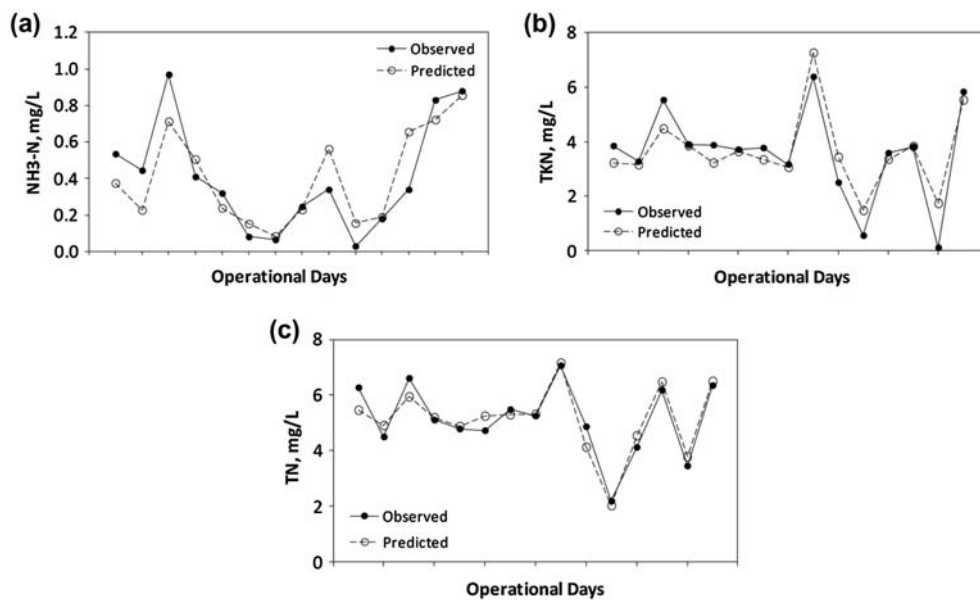 (a)
NH3-N, mg/L
1.2
1.0
0.8
0.6
0.4
0.2
0.0
Observed
Predicted
Operational Days
(b)
TKN, mg/L
8
6
4
2
0
Observed
Predicted
Operational Days
(c)
TN, mg/L
8
6
4
2
0
Observed
Predicted
Operational Days